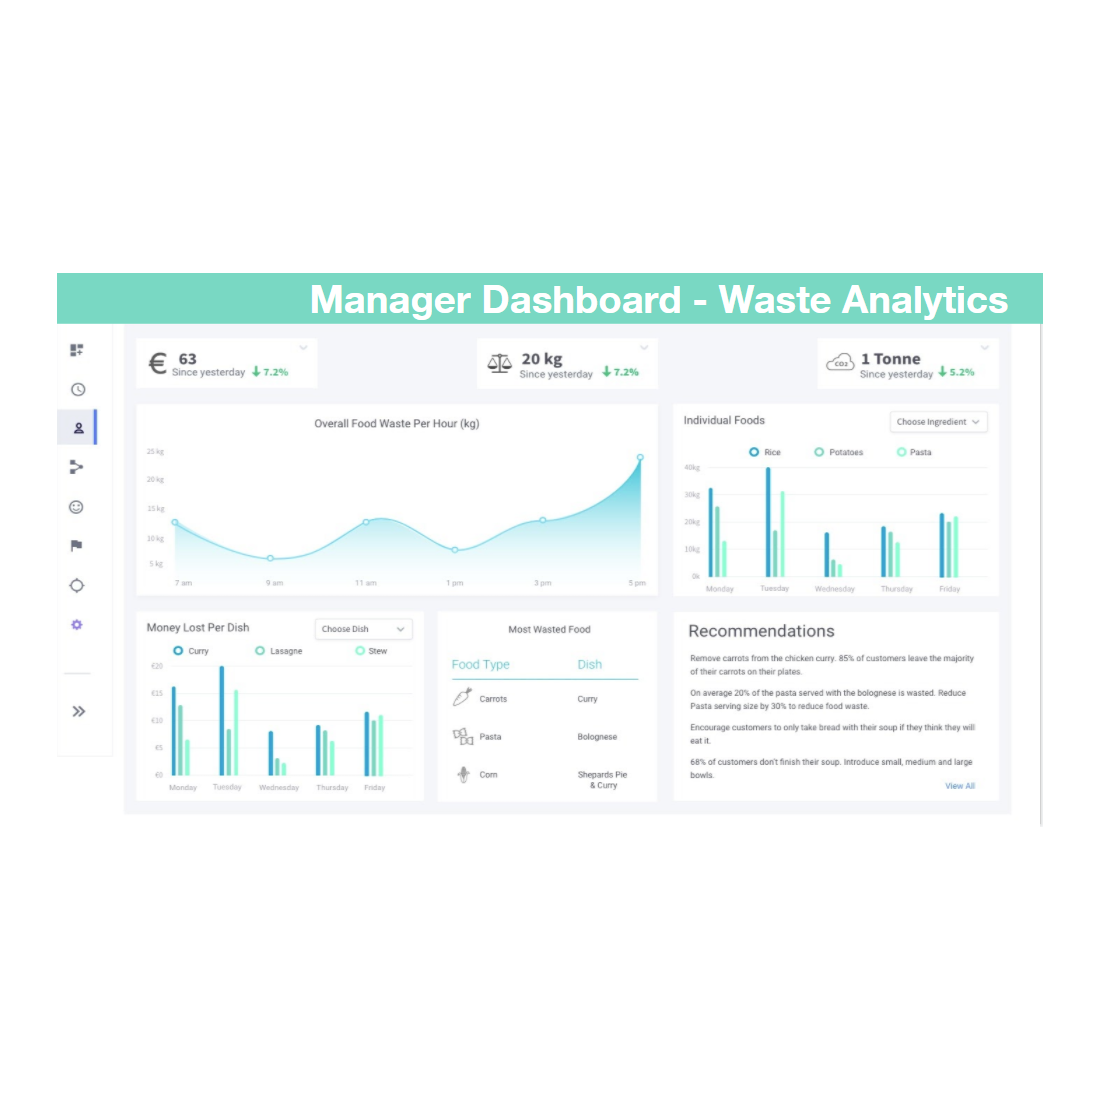 Manager Dashboard - Waste Analytics
€ 63
Since yesterday 7.2%
20 kg
Since yesterday 7.2%
CO2 1 Tonne
Since yesterday 5.2%
Overall Food Waste Per Hour (kg)
25 kg
20 kg
15 kg
10 kg
5 kg
7 am 9 am 11 am 1 pm 3 pm 5 pm
Individual Foods
Choose Ingredient
Rice Potatoes Pasta
40kg
30kg
20kg
10kg
0k
Monday Tuesday Wednesday Thursday Friday
Money Lost Per Dish
Choose Dish
Curry Lasagne Stew
€20
€15
€10
€5
€0
Monday Tuesday Wednesday Thursday Friday
Most Wasted Food
Food Type Dish
Carrots Curry
Pasta Bolognese
Corn Shepards Pie
& Curry
Recommendations
Remove carrots from the chicken curry. 85% of customers leave the majority
of their carrots on their plates.
On average 20% of the pasta served with the bolognese is wasted. Reduce
Pasta serving size by 30% to reduce food waste.
Encourage customers to only take bread with their soup if they think they will
eat it.
68% of customers don't finish their soup. Introduce small, medium and large
bowls.
View All